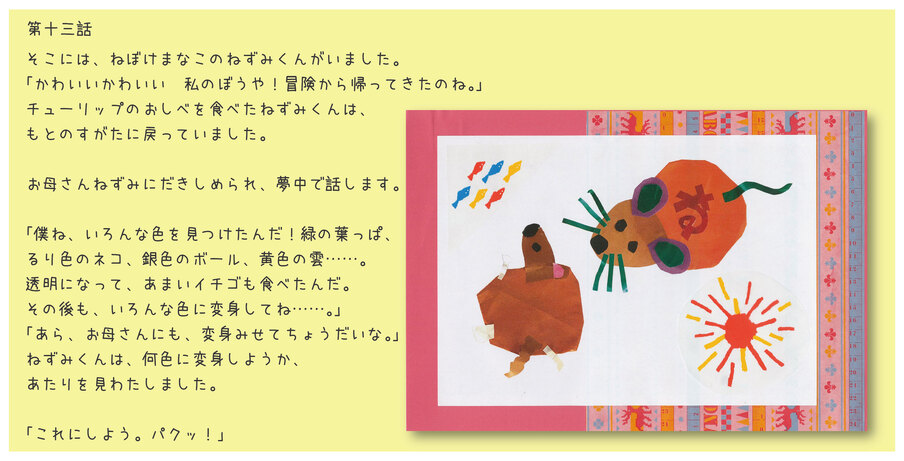 第十三話
そこには、ねぼけまなこのねずみくんがいました。
「かわいいかわいい　私のぼうや！冒険から帰ってきたのね。」
チューリップのおしべを食べたねずみくんは、
もとのすがたに戻っていました。
お母さんねずみにだきしめられ、夢中で話します。
「僕ね、いろんな色を見つけたんだ！緑の葉っぱ、
るり色のネコ、銀色のボール、黄色の雲……。
透明になって、あまいイチゴも食べたんだ。
その後も、いろんな色に変身してね……。」
「あら、お母さんにも、変身みせてちょうだいな。」
ねずみくんは、何色に変身しようか、
あたりを見わたしました。
「これにしよう。パクッ！」
ね